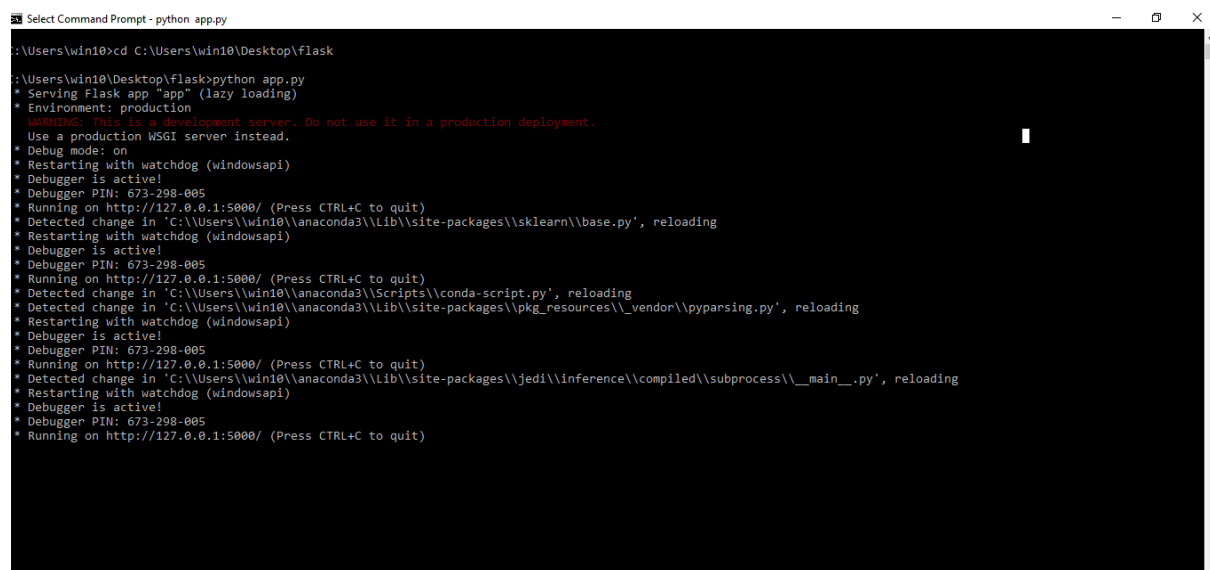 Select Command Prompt - python app.py
:\Users\win10>cd C:\Users\win10\Desktop\flask
:\Users\win10\Desktop\flask>python app.py
* Serving Flask app "app" (lazy loading)
* Environment: production
WARNING: This is a development server. Do not use it in a production deployment.
Use a production WSGI server instead.
* Debug mode: on
* Restarting with watchdog (windowsapi)
* Debugger is active!
* Debugger PIN: 673-298-005
* Running on http://127.0.0.1:5000/ (Press CTRL+C to quit)
* Detected change in 'C:\\Users\\win10\\anaconda3\\Lib\\site-packages\\sklearn\\base.py', reloading
* Restarting with watchdog (windowsapi)
* Debugger is active!
* Debugger PIN: 673-298-005
* Running on http://127.0.0.1:5000/ (Press CTRL+C to quit)
* Detected change in 'C:\\Users\\win10\\anaconda3\\Scripts\\conda-script.py', reloading
* Detected change in 'C:\\Users\\win10\\anaconda3\\Lib\\site-packages\\pkg_resources\\_vendor\\pyparsing.py', reloading
* Restarting with watchdog (windowsapi)
* Debugger is active!
* Debugger PIN: 673-298-005
* Running on http://127.0.0.1:5000/ (Press CTRL+C to quit)
* Detected change in 'C:\\Users\\win10\\anaconda3\\Lib\\site-packages\\jedi\\inference\\compiled\\subprocess\\__main__.py', reloading
* Restarting with watchdog (windowsapi)
* Debugger is active!
* Debugger PIN: 673-298-005
* Running on http://127.0.0.1:5000/ (Press CTRL+C to quit)